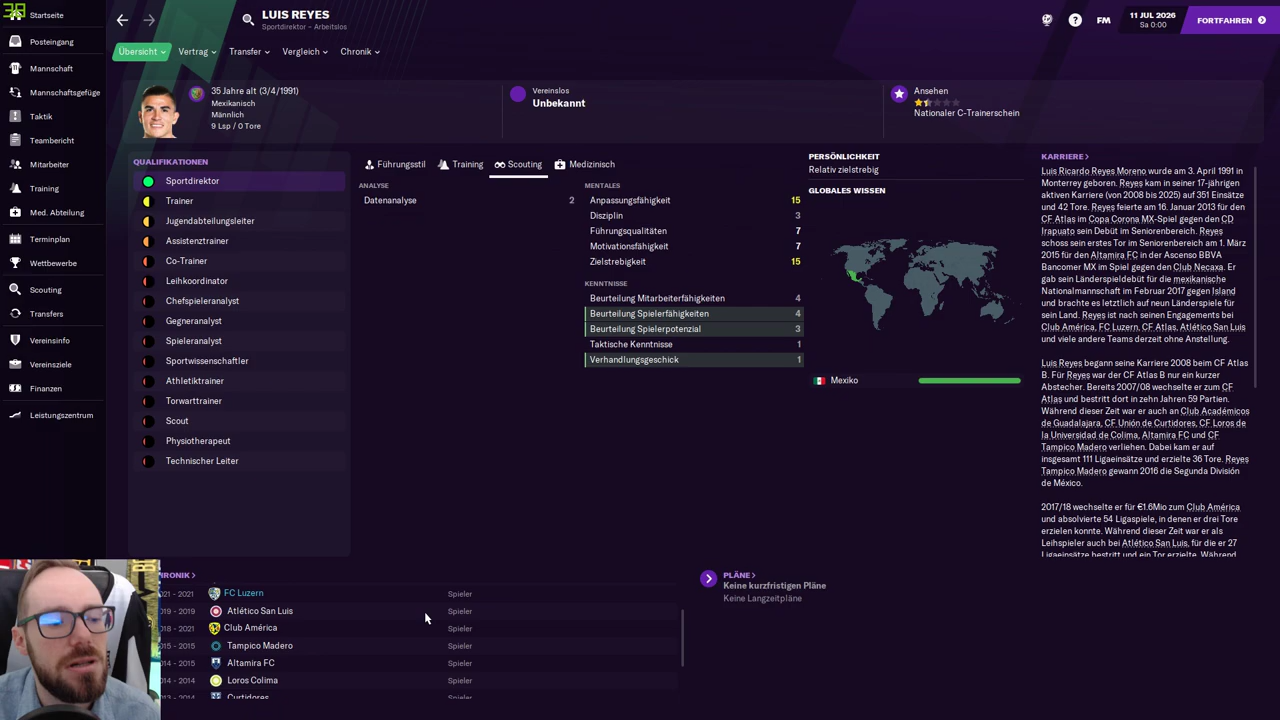 39
Startseite
Posteingang
Mannschaft
Mannschaftsgefüge
Taktik
Teambericht
Mitarbeiter
Training
Med. Abteilung
Terminplan
Wettbewerbe
Scouting
Transfers
Vereinsinfo
Vereinsziele
Finanzen
Leistungszentrum
LUIS REYES
Sportdirektor – Arbeitslos
FM
11 JUL 2026
Sa 0:00
FORTFAHREN
Übersicht
Vertrag
Transfer
Vergleich
Chronik
35 Jahre alt (3/4/1991)
Mexikanisch
Männlich
9 Lsp / 0 Tore
Vereinslos
Unbekannt
Ansehen
Nationaler C-Trainerschein
QUALIFIKATIONEN
Sportdirektor
Trainer
Jugendabteilungsleiter
Assistenztrainer
Co-Trainer
Leihkoordinator
Chefspieleranalyst
Gegneranalyst
Spieleranalyst
Sportwissenschaftler
Athletiktrainer
Torwarttrainer
Scout
Physiotherapeut
Technischer Leiter
Führungsstil
Training
Scouting
Medizinisch
ANALYSE
Datenanalyse 2
MENTALES
Anpassungsfähigkeit 15
Disziplin 3
Führungsqualitäten 7
Motivationsfähigkeit 7
Zielstrebigkeit 15
KENNTNISSE
Beurteilung Mitarbeiterfähigkeiten 4
Beurteilung Spielerfähigkeiten 4
Beurteilung Spielerpotenzial 3
Taktische Kenntnisse 1
Verhandlungsgeschick 1
PERSÖNLICHKEIT
Relativ zielstrebig
GLOBALES WISSEN
Mexiko
KARRIERE
Luis Ricardo Reyes Moreno wurde am 3. April 1991 in
Monterrey geboren. Reyes kam in seiner 17-jährigen
aktiven Karriere (von 2008 bis 2025) auf 351 Einsätze
und 42 Tore. Reyes feierte am 16. Januar 2013 für den
CF Atlas im Copa Corona MX-Spiel gegen den CD
Irapuato sein Debüt im Seniorenbereich. Reyes
schoss sein erstes Tor im Seniorenbereich am 1. März
2015 für den Altamira FC in der Ascenso BBVA
Bancomer MX im Spiel gegen den Club Necaxa. Er
gab sein Länderspieldebüt für die mexikanische
Nationalmannschaft im Februar 2017 gegen Island
und brachte es letztlich auf neun Länderspiele für
sein Land. Reyes ist nach seinen Engagements bei
Club América, FC Luzern, CF Atlas, Atlético San Luis
und viele andere Teams derzeit ohne Anstellung.
Luis Reyes begann seine Karriere 2008 beim CF Atlas
B. Für Reyes war der CF Atlas B nur ein kurzer
Abstecher. Bereits 2007/08 wechselte er zum CF
Atlas und bestritt dort in zehn Jahren 59 Partien.
Während dieser Zeit war er auch an Club Académicos
de Guadalajara, CF Unión de Curtidores, CF Loros de
la Universidad de Colima, Altamira FC und CF
Tampico Madero verliehen. Dabei kam er auf
insgesamt 111 Ligaeinsätze und erzielte 36 Tore. Reyes
Tampico Madero gewann 2016 die Segunda División
de México.
2017/18 wechselte er für €1.6Mio zum Club América
und absolvierte 54 Ligaspiele, in denen er drei Tore
erzielen konnte. Während dieser Zeit war er als
Leihspieler auch bei Atlético San Luis, für die er 27
Ligaeinsätze bestritt und ein Tor erzielte. Während
HRONIK
021 - 2021 FC Luzern Spieler
019 - 2019 Atlético San Luis Spieler
018 - 2021 Club América Spieler
015 - 2015 Tampico Madero Spieler
014 - 2015 Altamira FC Spieler
014 - 2014 Loros Colima Spieler
013 - 2014 Curtidores Spieler
PLÄNE
Keine kurzfristigen Pläne
Keine Langzeitpläne